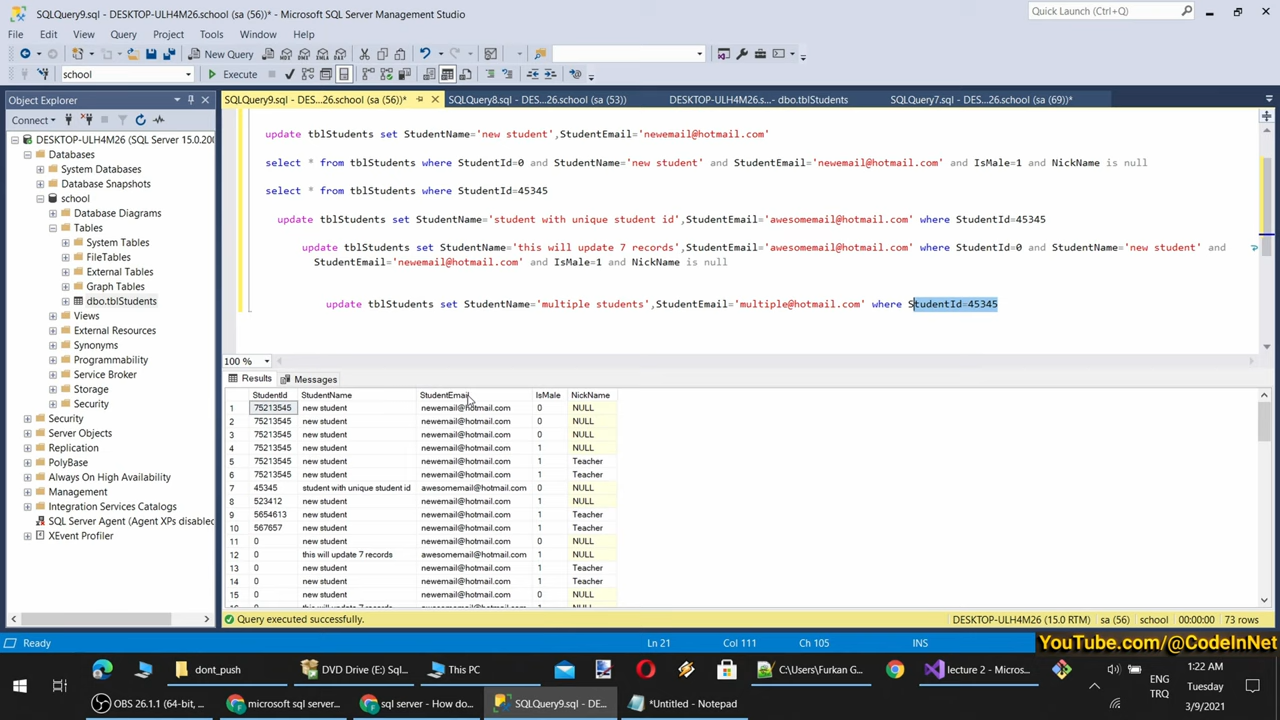 SQLQuery9.sql - DESKTOP-ULH4M26.school (sa (56))* - Microsoft SQL Server Management Studio
Quick Launch (Ctrl+Q)
File Edit View Query Project Tools Window Help
New Query
MDX DMX XMLA DAX
school
Execute
Object Explorer
SQLQuery9.sql - DES...26.school (sa (56))*
SQLQuery8.sql - DES...26.school (sa (53))
DESKTOP-ULH4M26.s...- dbo.tblStudents
SQLQuery7.sql - DES...26.school (sa (69))*
Connect
DESKTOP-ULH4M26 (SQL Server 15.0.200
Databases
System Databases
Database Snapshots
school
Database Diagrams
Tables
System Tables
FileTables
External Tables
Graph Tables
dbo.tblStudents
Views
External Resources
Synonyms
Programmability
Service Broker
Storage
Security
Security
Server Objects
Replication
PolyBase
Always On High Availability
Management
Integration Services Catalogs
SQL Server Agent (Agent XPs disabled
XEvent Profiler
update tblStudents set StudentName='new student',StudentEmail='newemail@hotmail.com'
select * from tblStudents where StudentId=0 and StudentName='new student' and StudentEmail='newemail@hotmail.com' and IsMale=1 and NickName is null
select * from tblStudents where StudentId=45345
update tblStudents set StudentName='student with unique student id',StudentEmail='awesomemail@hotmail.com' where StudentId=45345
update tblStudents set StudentName='this will update 7 records',StudentEmail='awesomemail@hotmail.com' where StudentId=0 and StudentName='new student' and
StudentEmail='newemail@hotmail.com' and IsMale=1 and NickName is null
update tblStudents set StudentName='multiple students',StudentEmail='multiple@hotmail.com' where StudentId=45345
100 %
Results Messages
StudentId StudentName StudentEmail IsMale NickName
1 75213545 new student newemail@hotmail.com 0 NULL
2 75213545 new student newemail@hotmail.com 0 NULL
3 75213545 new student newemail@hotmail.com 0 NULL
4 75213545 new student newemail@hotmail.com 1 NULL
5 75213545 new student newemail@hotmail.com 1 Teacher
6 75213545 new student newemail@hotmail.com 1 Teacher
7 45345 student with unique student id awesomemail@hotmail.com 0 NULL
8 523412 new student newemail@hotmail.com 1 NULL
9 5654613 new student newemail@hotmail.com 1 Teacher
10 567657 new student newemail@hotmail.com 1 Teacher
11 0 new student newemail@hotmail.com 0 NULL
12 0 this will update 7 records awesomemail@hotmail.com 1 NULL
13 0 new student newemail@hotmail.com 1 Teacher
14 0 new student newemail@hotmail.com 1 Teacher
15 0 new student newemail@hotmail.com 0 NULL
16 0 this will update 7 records awesomemail@hotmail.com 1 NULL
Query executed successfully.
DESKTOP-ULH4M26 (15.0 RTM) sa (56) school 00:00:00 73 rows
Ready
Ln 21 Col 111 Ch 105 INS
YouTube.com/@CodeInNet
dont_push
DVD Drive (E:) Sql...
This PC
C:\Users\Furkan G...
lecture 2 - Micros...
ENG
TRQ
1:22 AM
Tuesday
3/9/2021
OBS 26.1.1 (64-bit, ...
microsoft sql server...
sql server - How do...
SQLQuery9.sql - DE...
*Untitled - Notepad